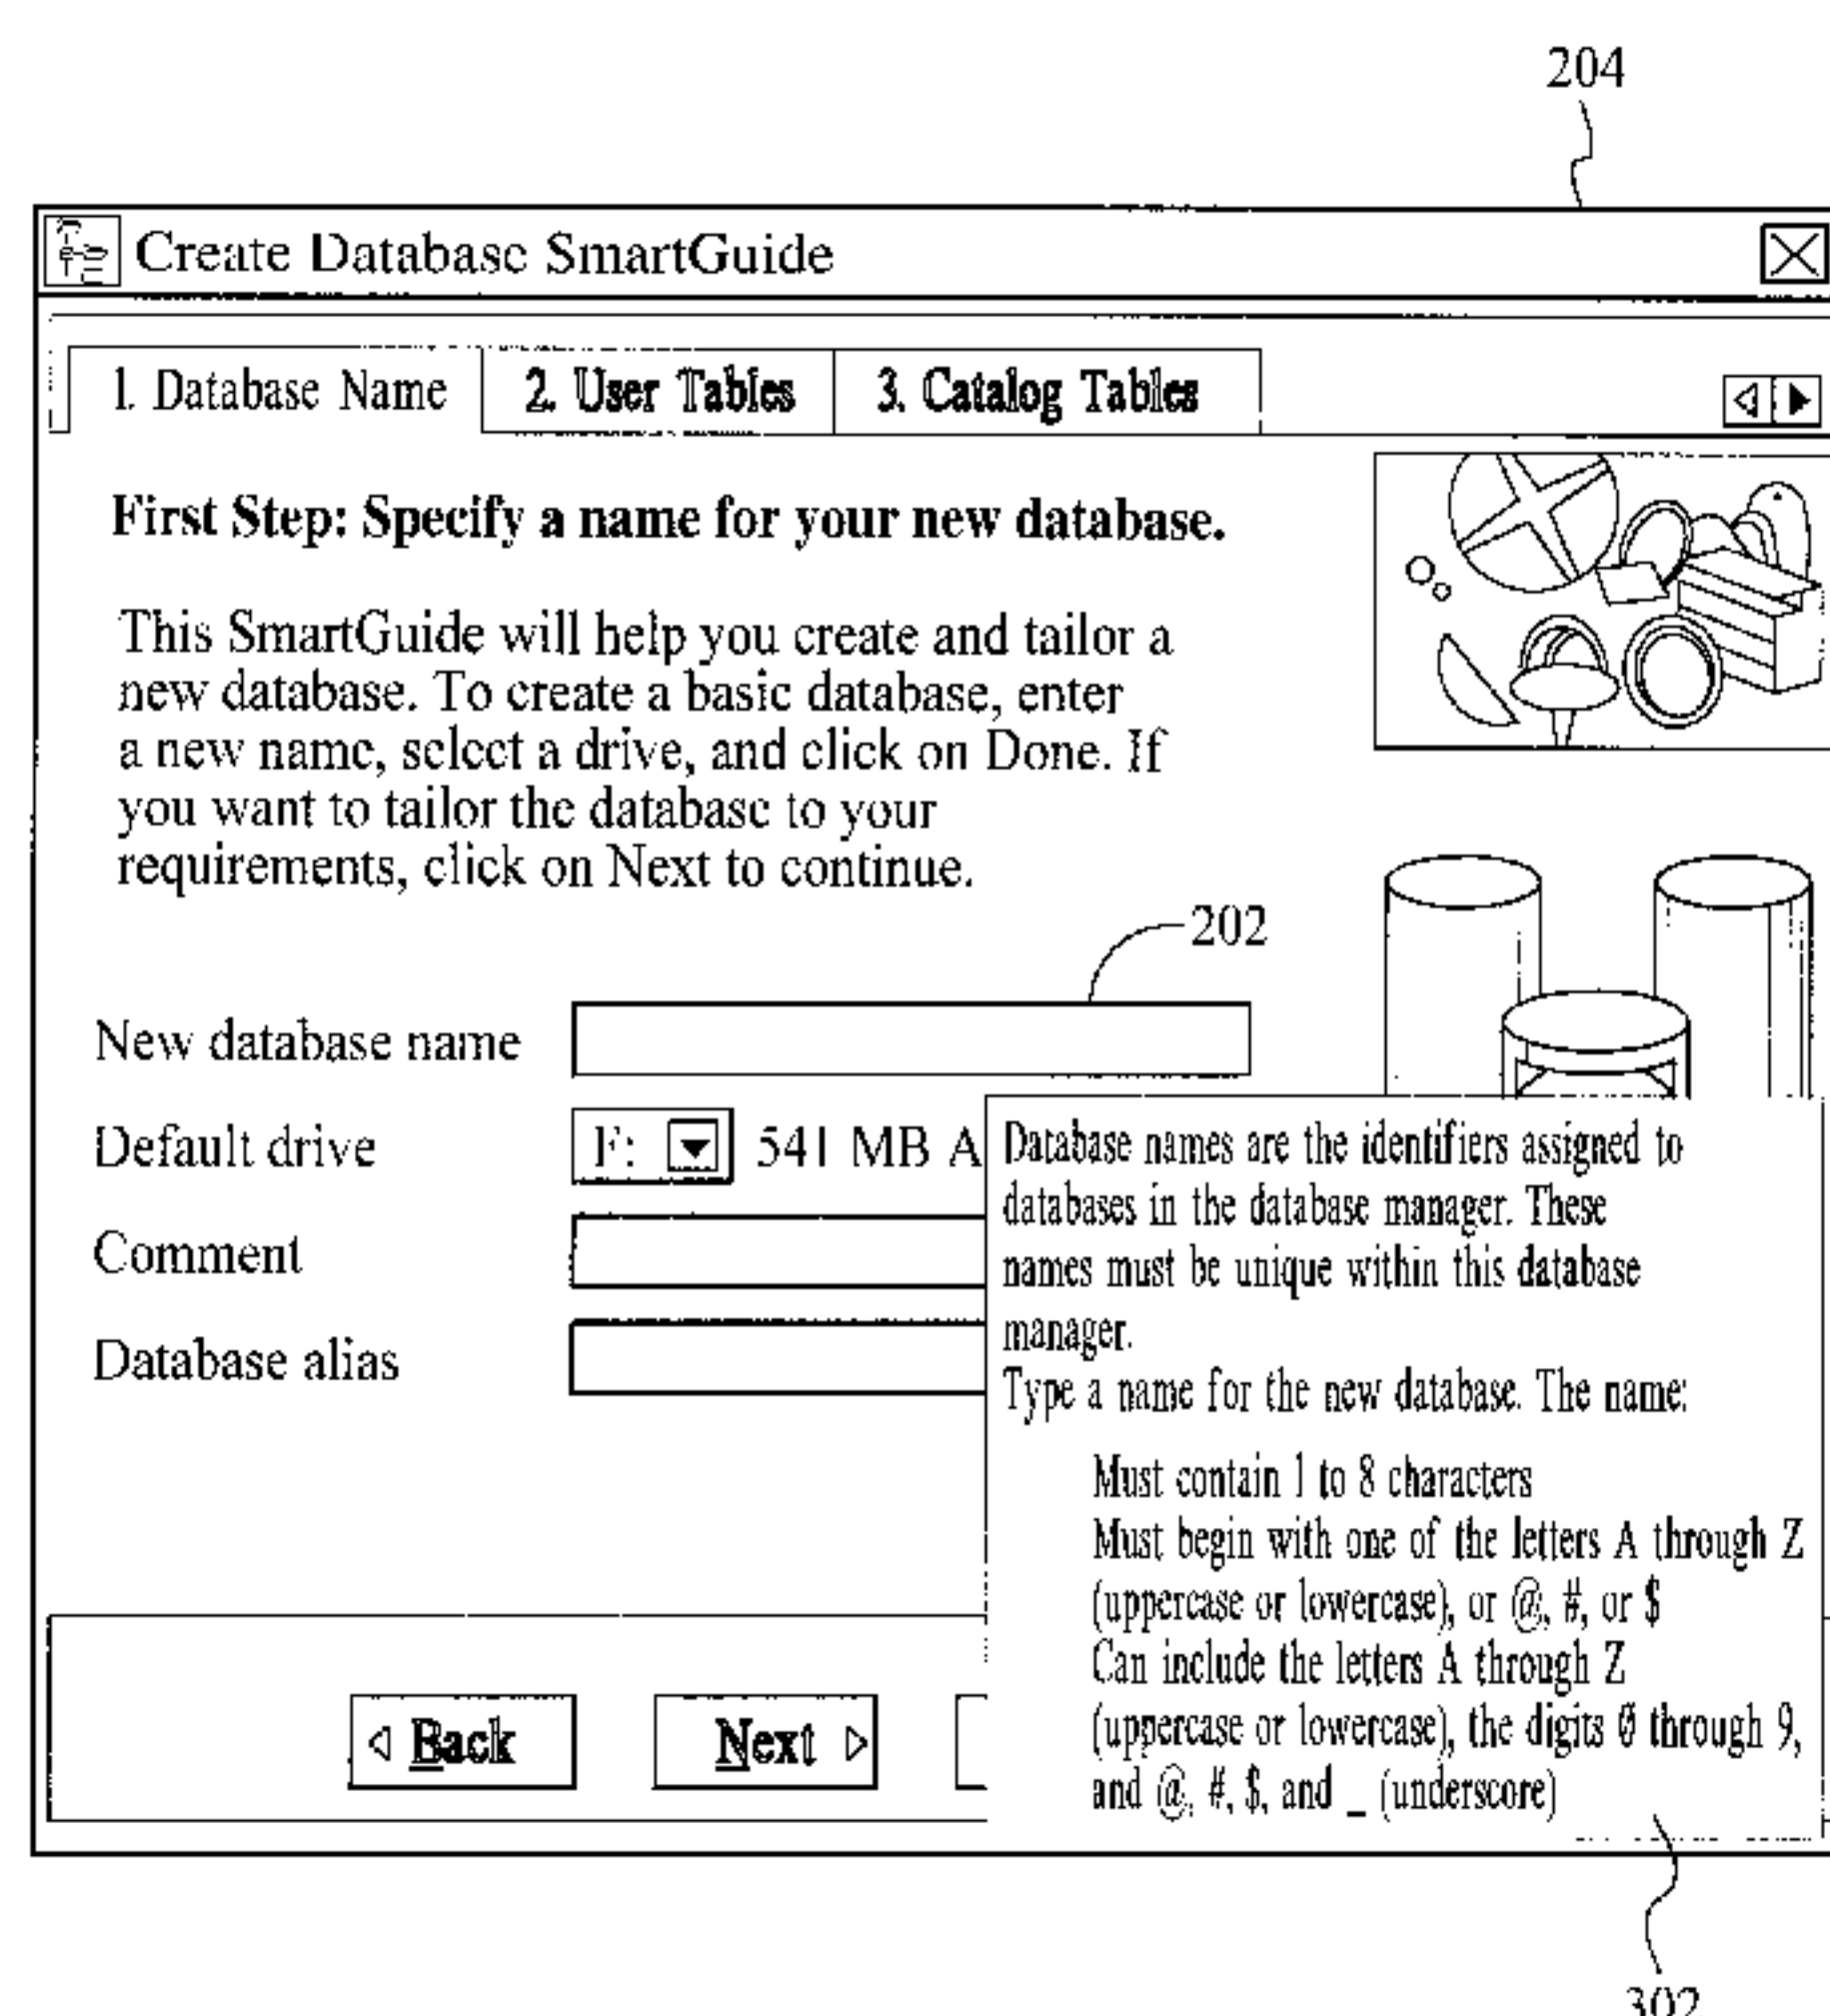 204
Create Database SmartGuide
1. Database Name
2. User Tables
3. Catalog Tables
First Step: Specify a name for your new database.
This SmartGuide will help you create and tailor a
new database. To create a basic database, enter
a new name, select a drive, and click on Done. If
you want to tailor the database to your
requirements, click on Next to continue.
202
New database name
Default drive
F:
541 MB A
Comment
Database alias
Database names are the identifiers assigned to
databases in the database manager. These
names must be unique within this database
manager.
Type a name for the new database. The name:
Must contain 1 to 8 characters
Must begin with one of the letters A through Z
(uppercase or lowercase), or @, #, or $
Can include the letters A through Z
(uppercase or lowercase), the digits 0 through 9,
and @, #, $, and _ (underscore)
Back
Next
302